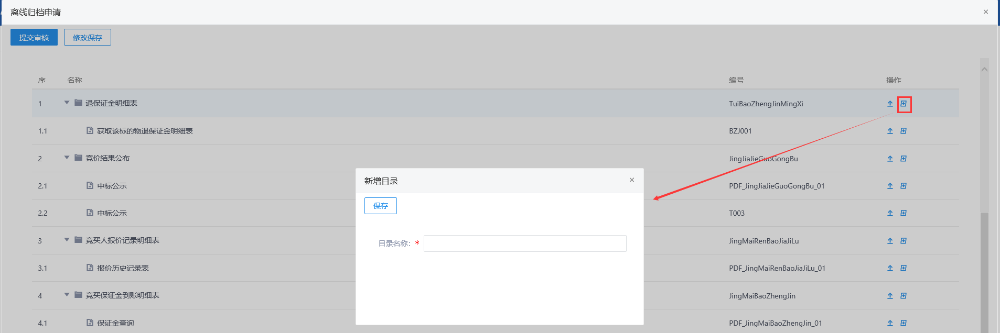 离线归档申请
提交审核 修改保存
序 名称 编号 操作
1 退保证金明细表 TuiBaoZhengJinMingXi
1.1 获取该标的物退保证金明细表 BZJ001
2 竞价结果公布 JingJiaJieGuoGongBu
2.1 中标公示 PDF_JingJiaJieGuoGongBu_01
2.2 中标公示 T003
3 竞买人报价记录明细表 JingMaiRenBaoJiaJiLu
3.1 报价历史记录表 PDF_JingMaiRenBaoJiaJiLu_01
4 竞买保证金到账明细表 JingMaiBaoZhengJin
4.1 保证金查询 PDF_JingMaiBaoZhengJin_01
新增目录
保存
目录名称: *